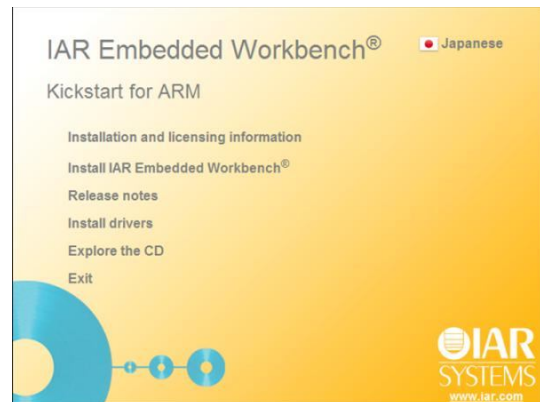 IAR Embedded Workbench®
Japanese
Kickstart for ARM
Installation and licensing information
Install IAR Embedded Workbench®
Release notes
Install drivers
Explore the CD
Exit
IAR
SYSTEMS
www.iar.com